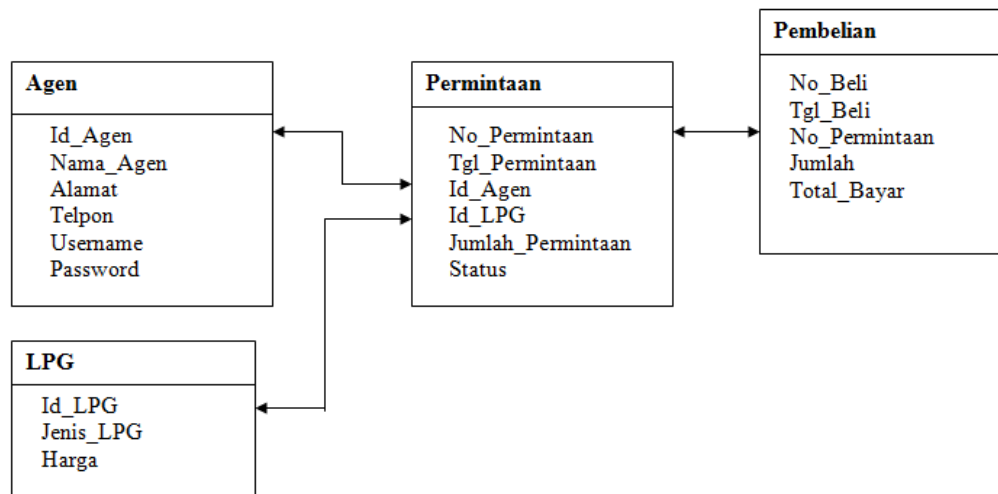 Agen
Id_Agen
Nama_Agen
Alamat
Telpon
Username
Password
LPG
Id_LPG
Jenis_LPG
Harga
Permintaan
No_Permintaan
Tgl_Permintaan
Id_Agen
Id_LPG
Jumlah_Permintaan
Status
Pembelian
No_Beli
Tgl_Beli
No_Permintaan
Jumlah
Total_Bayar